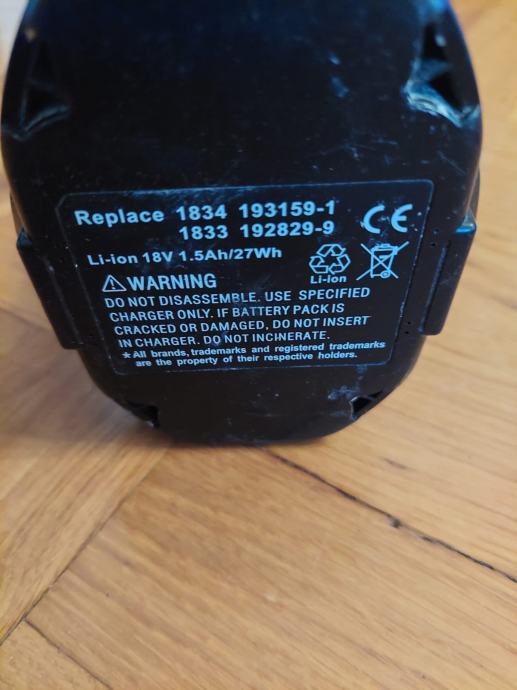 Replace 1834 193159-1
1833 192829-9
CE
Li-ion 18V 1.5Ah/27Wh
Li-ion
WARNING
DO NOT DISASSEMBLE. USE SPECIFIED
CHARGER ONLY. IF BATTERY PACK IS
CRACKED OR DAMAGED, DO NOT INSERT
IN CHARGER. DO NOT INCINERATE.
* All brands, trademarks and registered trademarks
are the property of their respective holders.